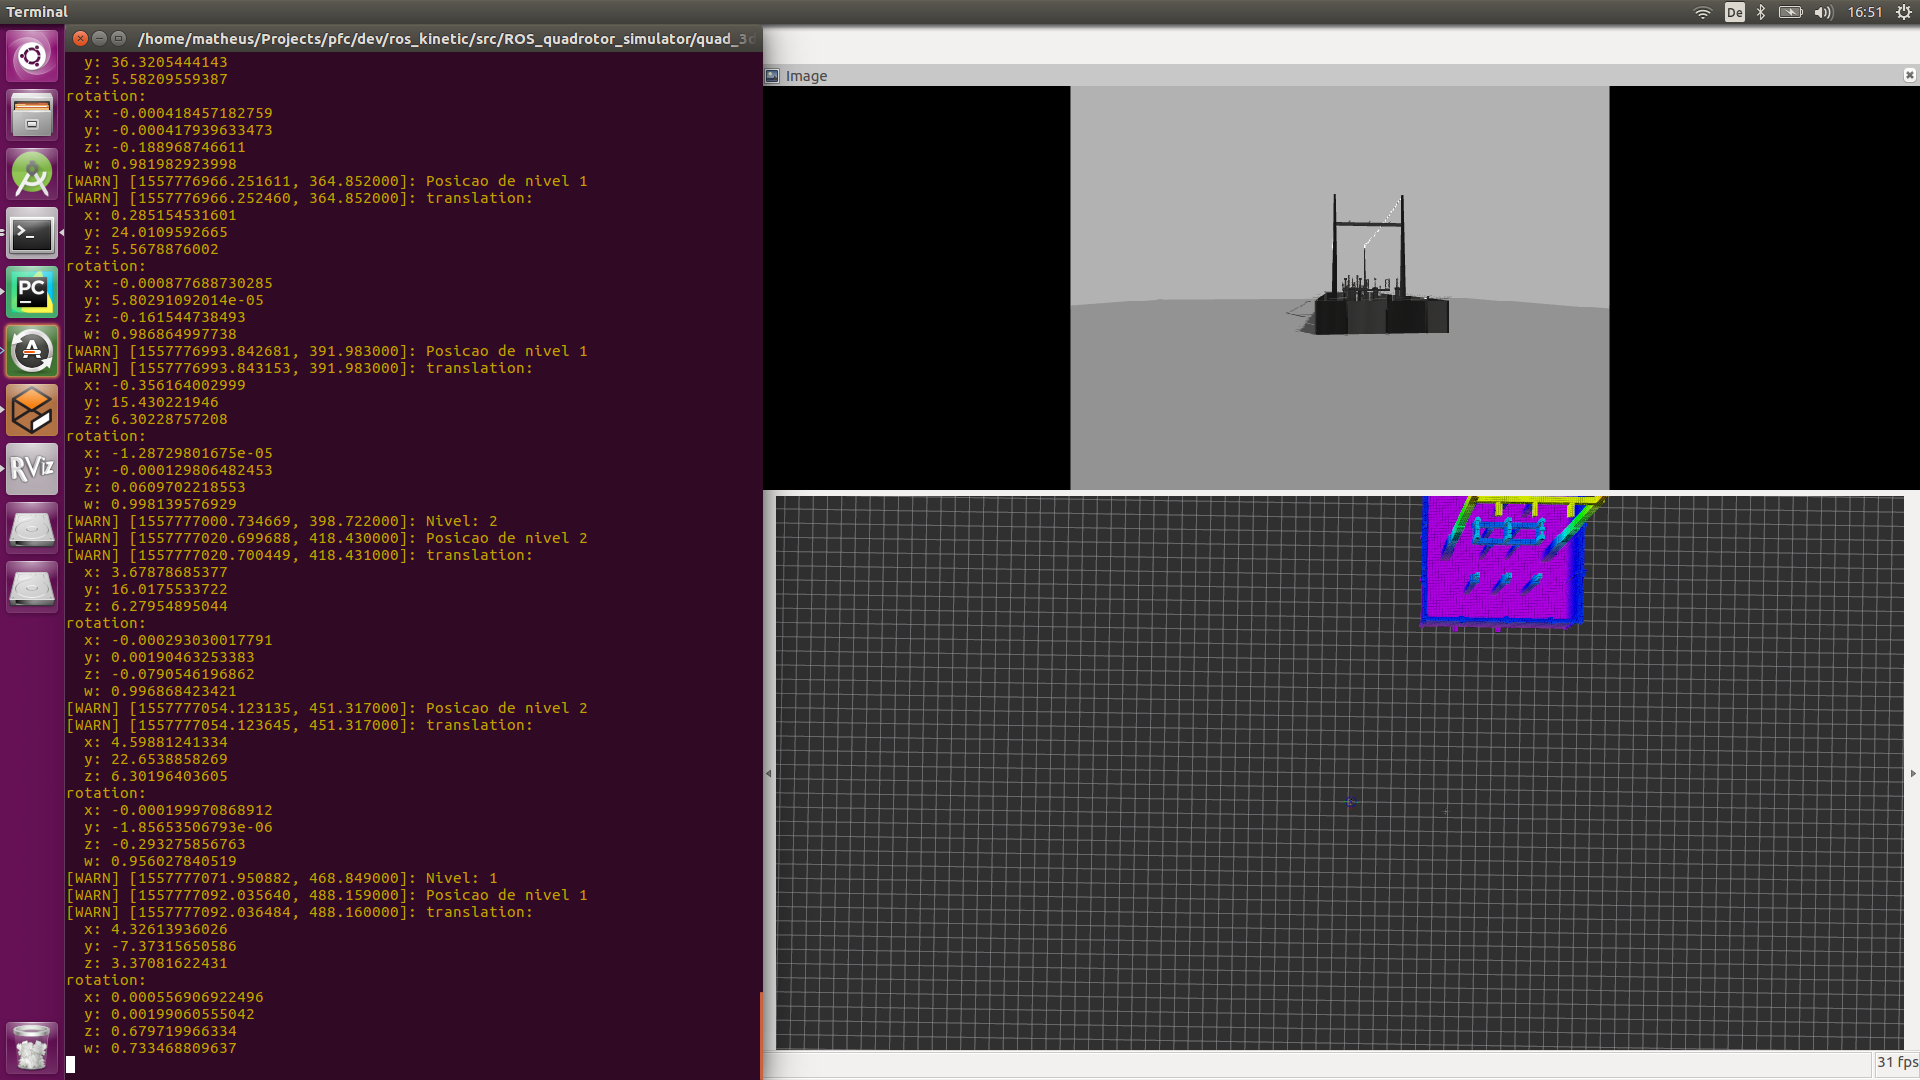 Terminal
De
16:51
/home/matheus/Projects/pfc/dev/ros_kinetic/src/ROS_quadrotor_simulator/quad_3d
y: 36.3205444143
z: 5.58209559387
rotation:
x: -0.000418457182759
y: -0.000417939633473
z: -0.188968746611
w: 0.981982923998
[WARN] [1557776966.251611, 364.852000]: Posicao de nivel 1
[WARN] [1557776966.252460, 364.852000]: translation:
x: 0.285154531601
y: 24.0109592665
z: 5.5678876002
rotation:
x: -0.000877688730285
y: 5.80291092014e-05
z: -0.161544738493
w: 0.986864997738
[WARN] [1557776993.842681, 391.983000]: Posicao de nivel 1
[WARN] [1557776993.843153, 391.983000]: translation:
x: -0.356164002999
y: 15.430221946
z: 6.30228757208
rotation:
x: -1.28729801675e-05
y: -0.000129806482453
z: 0.0609702218553
w: 0.998139576929
[WARN] [1557777000.734669, 398.722000]: Nivel: 2
[WARN] [1557777020.699688, 418.430000]: Posicao de nivel 2
[WARN] [1557777020.700449, 418.431000]: translation:
x: 3.67878685377
y: 16.0175533722
z: 6.27954895044
rotation:
x: -0.000293030017791
y: 0.00190463253383
z: -0.0790546196862
w: 0.996868423421
[WARN] [1557777054.123135, 451.317000]: Posicao de nivel 2
[WARN] [1557777054.123645, 451.317000]: translation:
x: 4.59881241334
y: 22.6538858269
z: 6.30196403605
rotation:
x: -0.000199970868912
y: -1.85653506793e-06
z: -0.293275856763
w: 0.956027840519
[WARN] [1557777071.950882, 468.849000]: Nivel: 1
[WARN] [1557777092.035640, 488.159000]: Posicao de nivel 1
[WARN] [1557777092.036484, 488.160000]: translation:
x: 4.32613936026
y: -7.37315650586
z: 3.37081622431
rotation:
x: 0.000556906922496
y: 0.00199060555042
z: 0.679719966334
w: 0.733468809637
PC
A
RViz
Image
31 fps